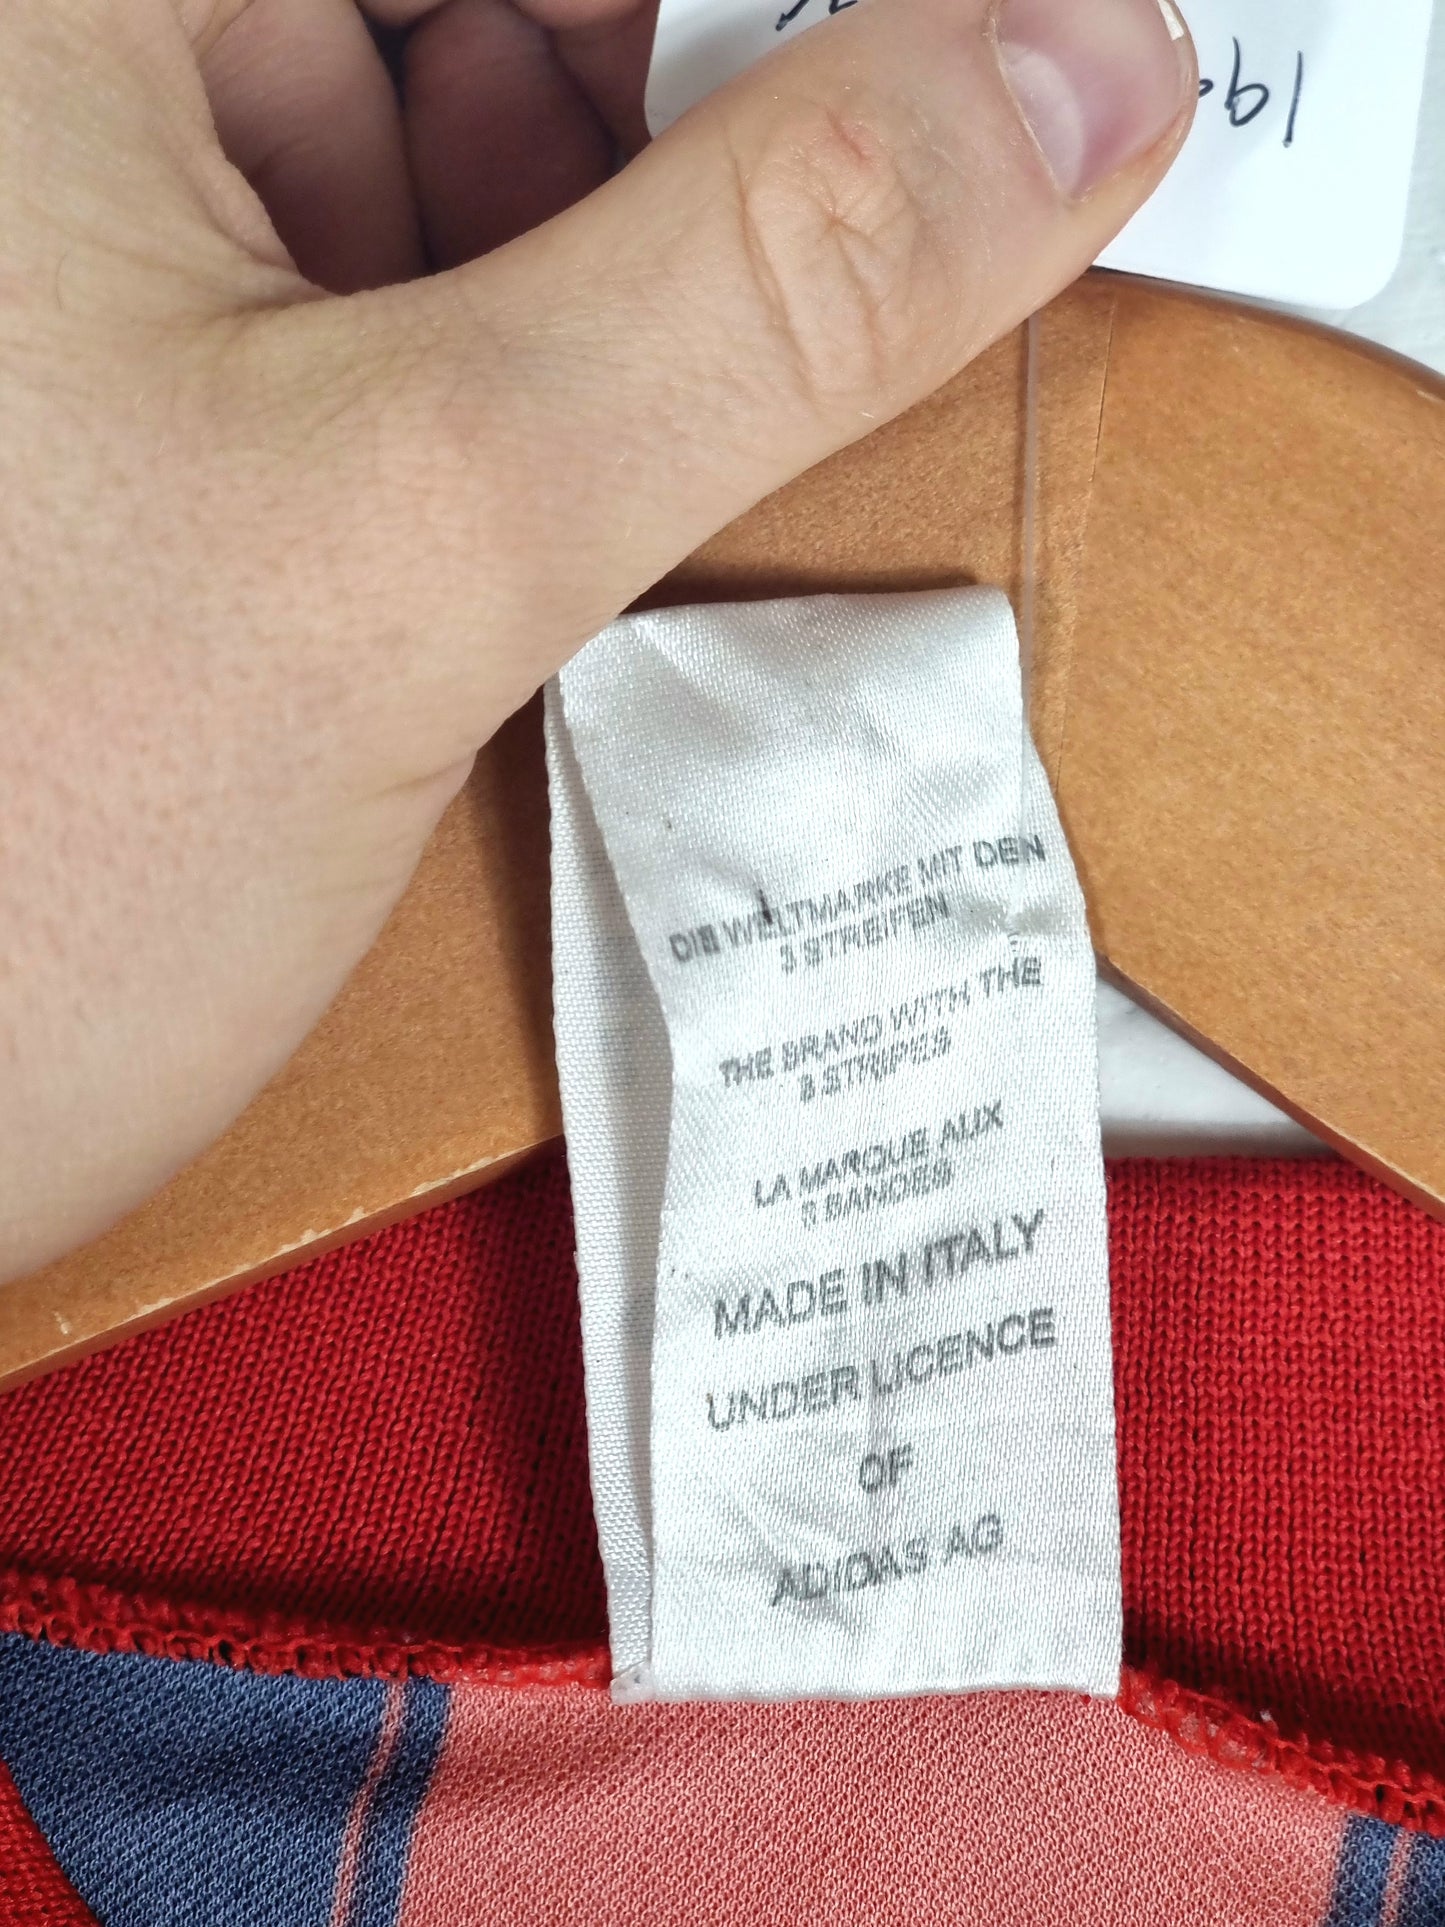 DIE WELTMARKE MIT DEN
3 STREIFEN
THE BRAND WITH THE
3 STRIPES
LA MARQUE AUX
3 BANDES
MADE IN ITALY
UNDER LICENCE
OF
ADIDAS AG